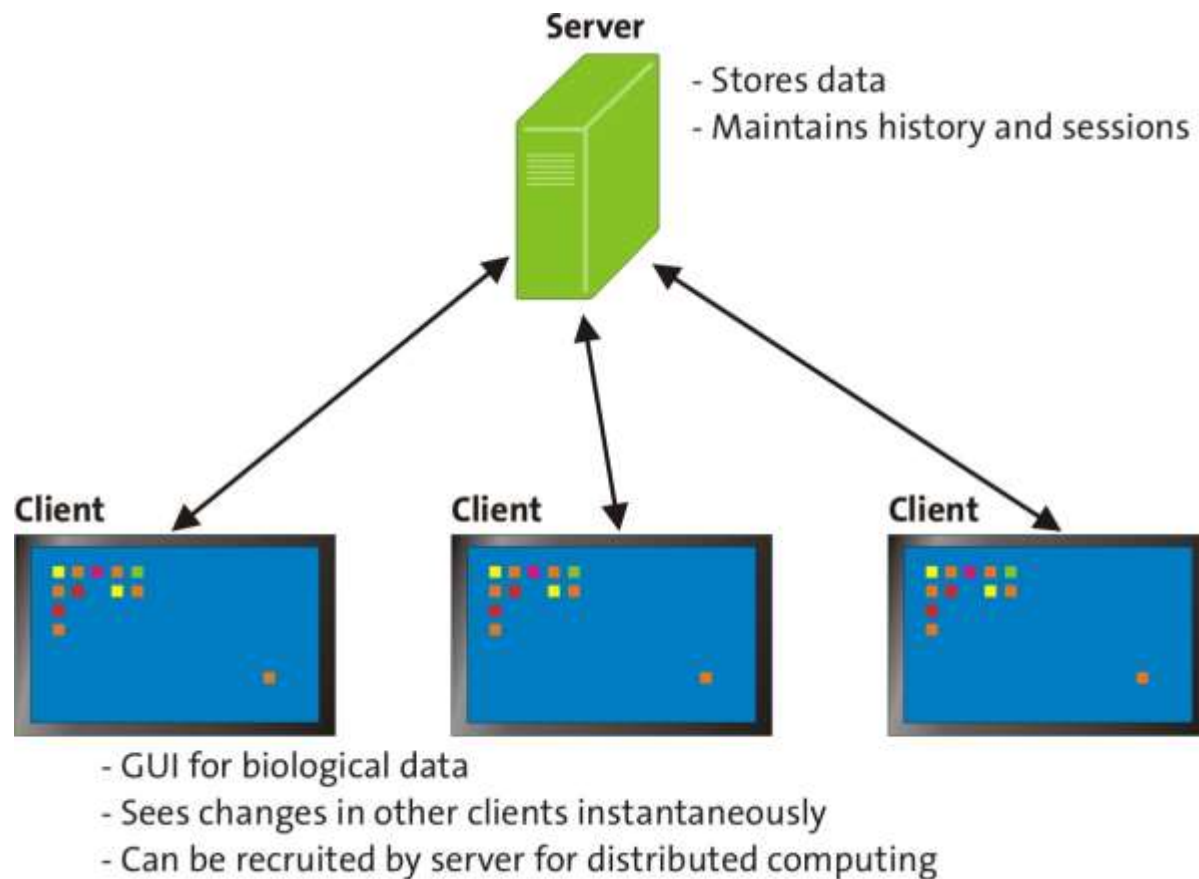 Server
- Stores data
- Maintains history and sessions
Client
Client
Client
- GUI for biological data
- Sees changes in other clients instantaneously
- Can be recruited by server for distributed computing